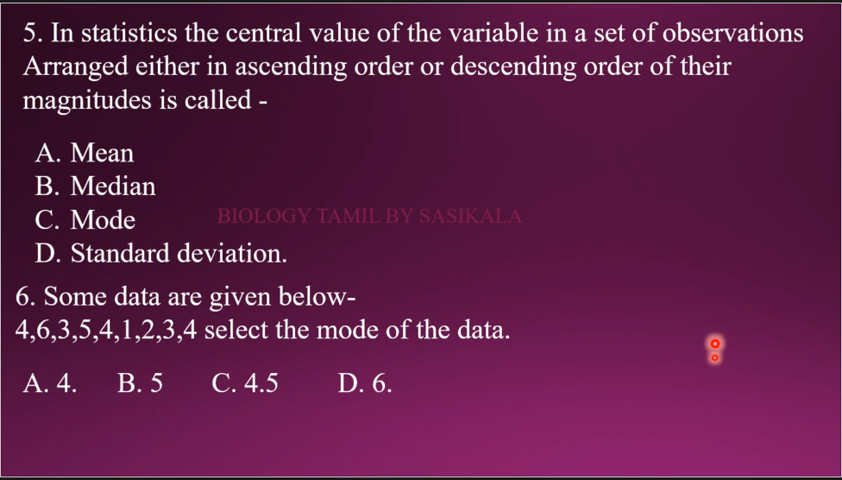 5. In statistics the central value of the variable in a set of observations
Arranged either in ascending order or descending order of their
magnitudes is called -
A. Mean
B. Median
C. Mode
BIOLOGY TAMIL BY SASIKALA
D. Standard deviation.
6. Some data are given below-
4,6,3,5,4,1,2,3,4 select the mode of the data.
A. 4. B. 5 C. 4.5 D. 6.